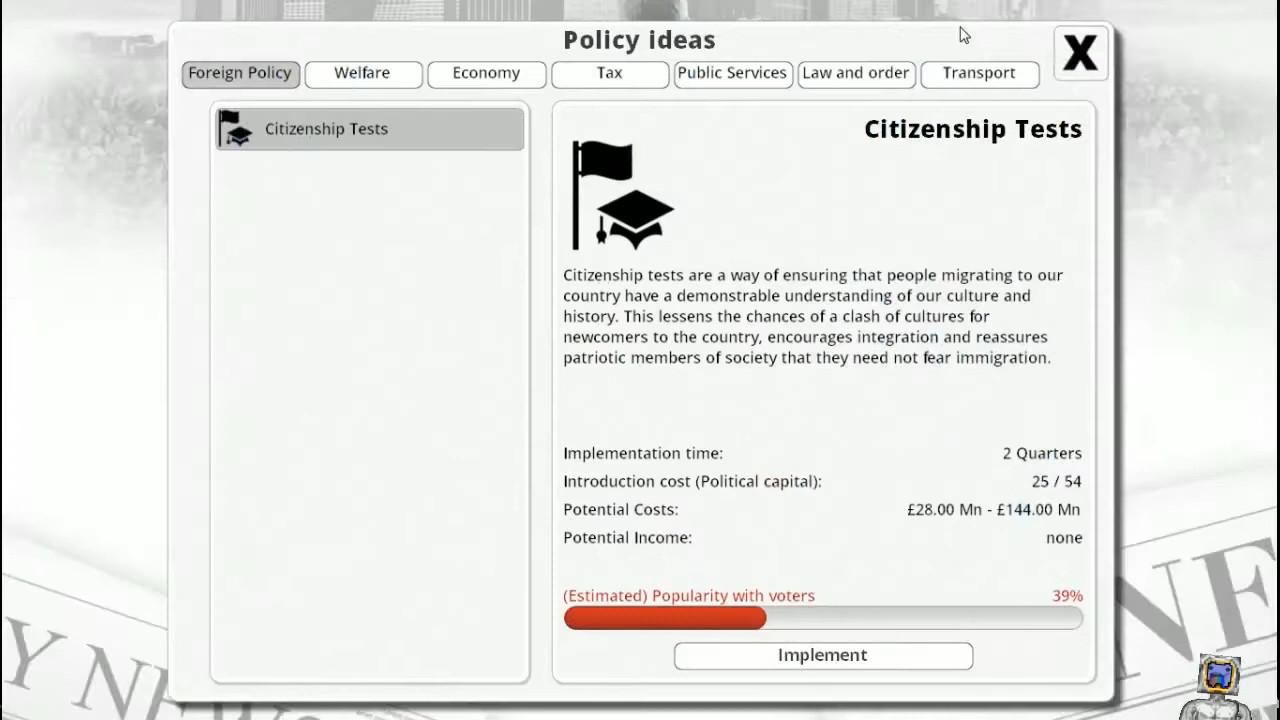 Policy ideas
X
Foreign Policy
Welfare
Economy
Tax
Public Services
Law and order
Transport
Citizenship Tests
Citizenship Tests
Citizenship tests are a way of ensuring that people migrating to our
country have a demonstrable understanding of our culture and
history. This lessens the chances of a clash of cultures for
newcomers to the country, encourages integration and reassures
patriotic members of society that they need not fear immigration.
Implementation time: 2 Quarters
Introduction cost (Political capital): 25 / 54
Potential Costs: £28.00 Mn - £144.00 Mn
Potential Income: none
(Estimated) Popularity with voters 39%
Implement
Y NEWS
NE